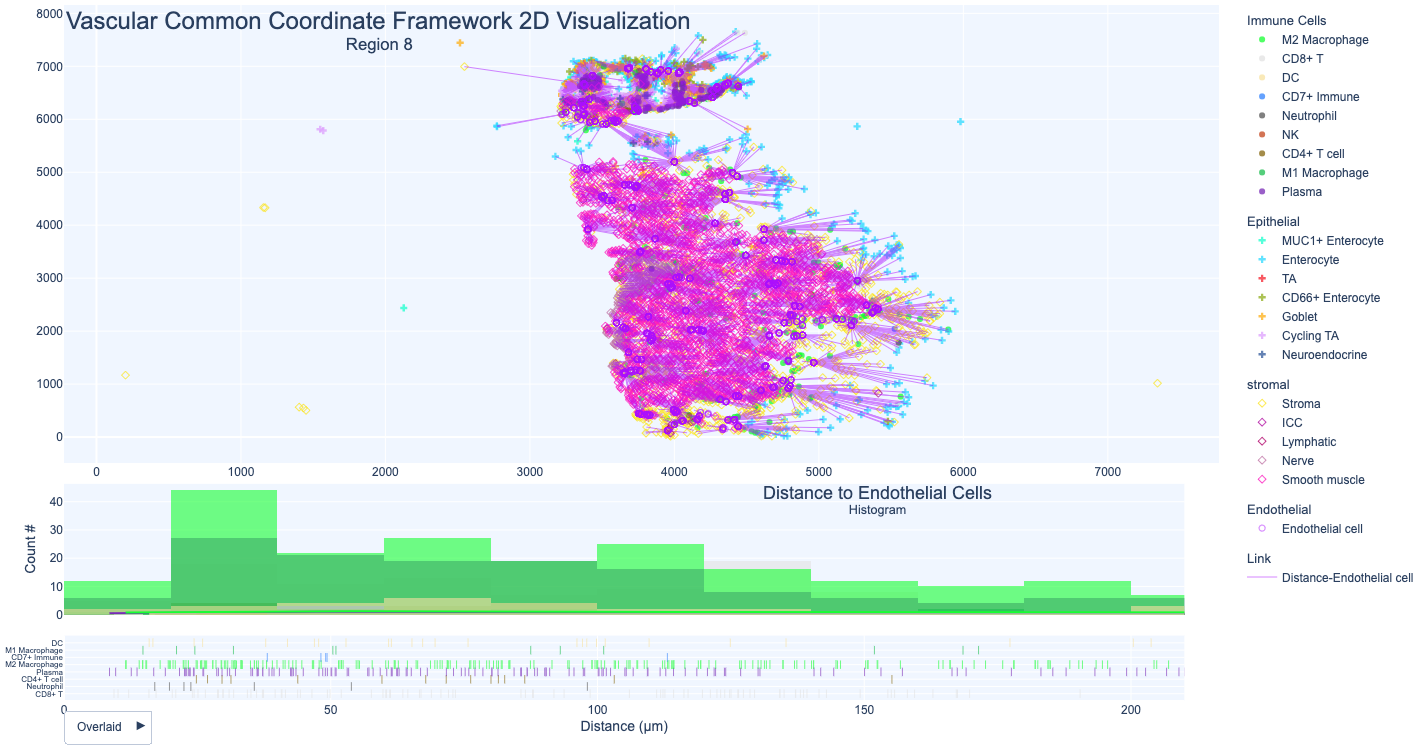 Vascular Common Coordinate Framework 2D Visualization
Region 8
8000
7000
6000
5000
4000
3000
2000
1000
0
0 1000 2000 3000 4000 5000 6000 7000
Immune Cells
M2 Macrophage
CD8+ T
DC
CD7+ Immune
Neutrophil
NK
CD4+ T cell
M1 Macrophage
Plasma
Epithelial
MUC1+ Enterocyte
Enterocyte
TA
CD66+ Enterocyte
Goblet
Cycling TA
Neuroendocrine
stromal
Stroma
ICC
Lymphatic
Nerve
Smooth muscle
Endothelial
Endothelial cell
Link
Distance-Endothelial cell
Distance to Endothelial Cells
Histogram
Count #
40
30
20
10
0
DC
M1 Macrophage
CD7+ Immune
M2 Macrophage
Plasma
CD4+ T cell
Neutrophil
CD8+ T
0 50 100 150 200
Distance (μm)
Overlaid ►